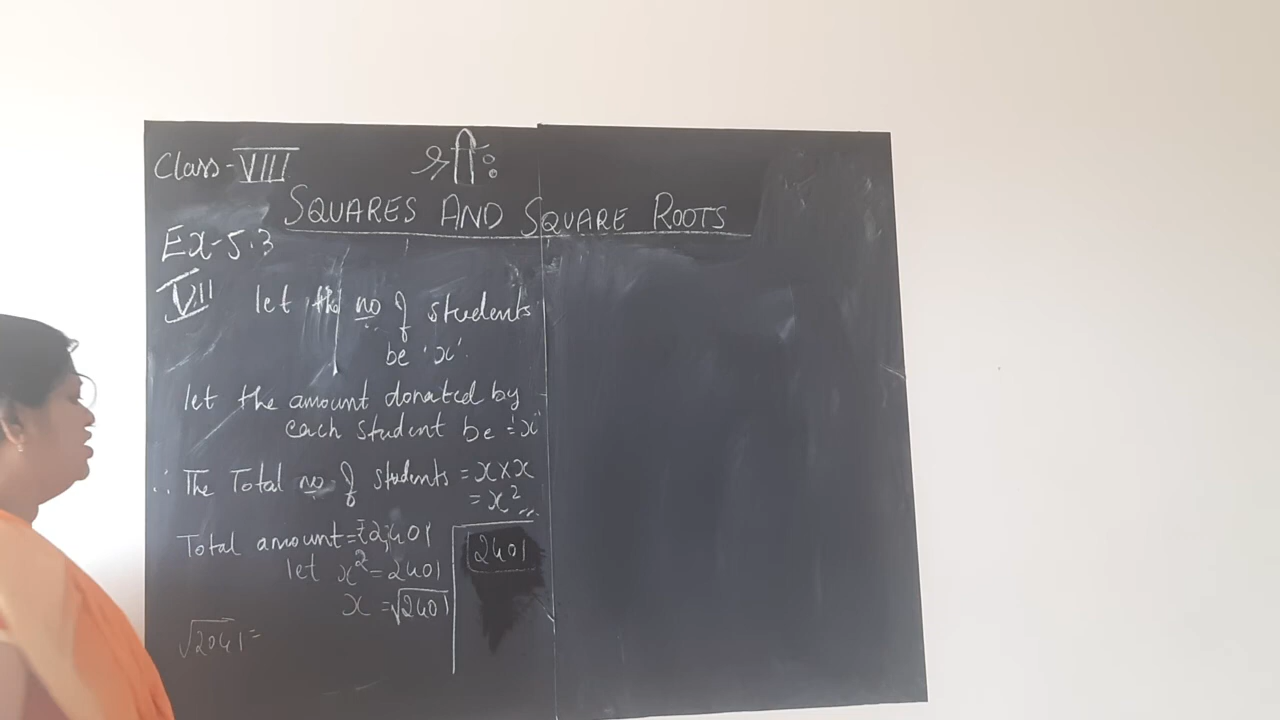 Class-VIII
श्री:
SQUARES AND SQUARE ROOTS
Ex-5.3
VII let the no of students
be 'x'.
let the amount donated by
each student be = 'x'
∴ The Total no. of students = x×x
= x²
Total amount=₹2,401
let x²=2401
x =√2401
√2041=
2401